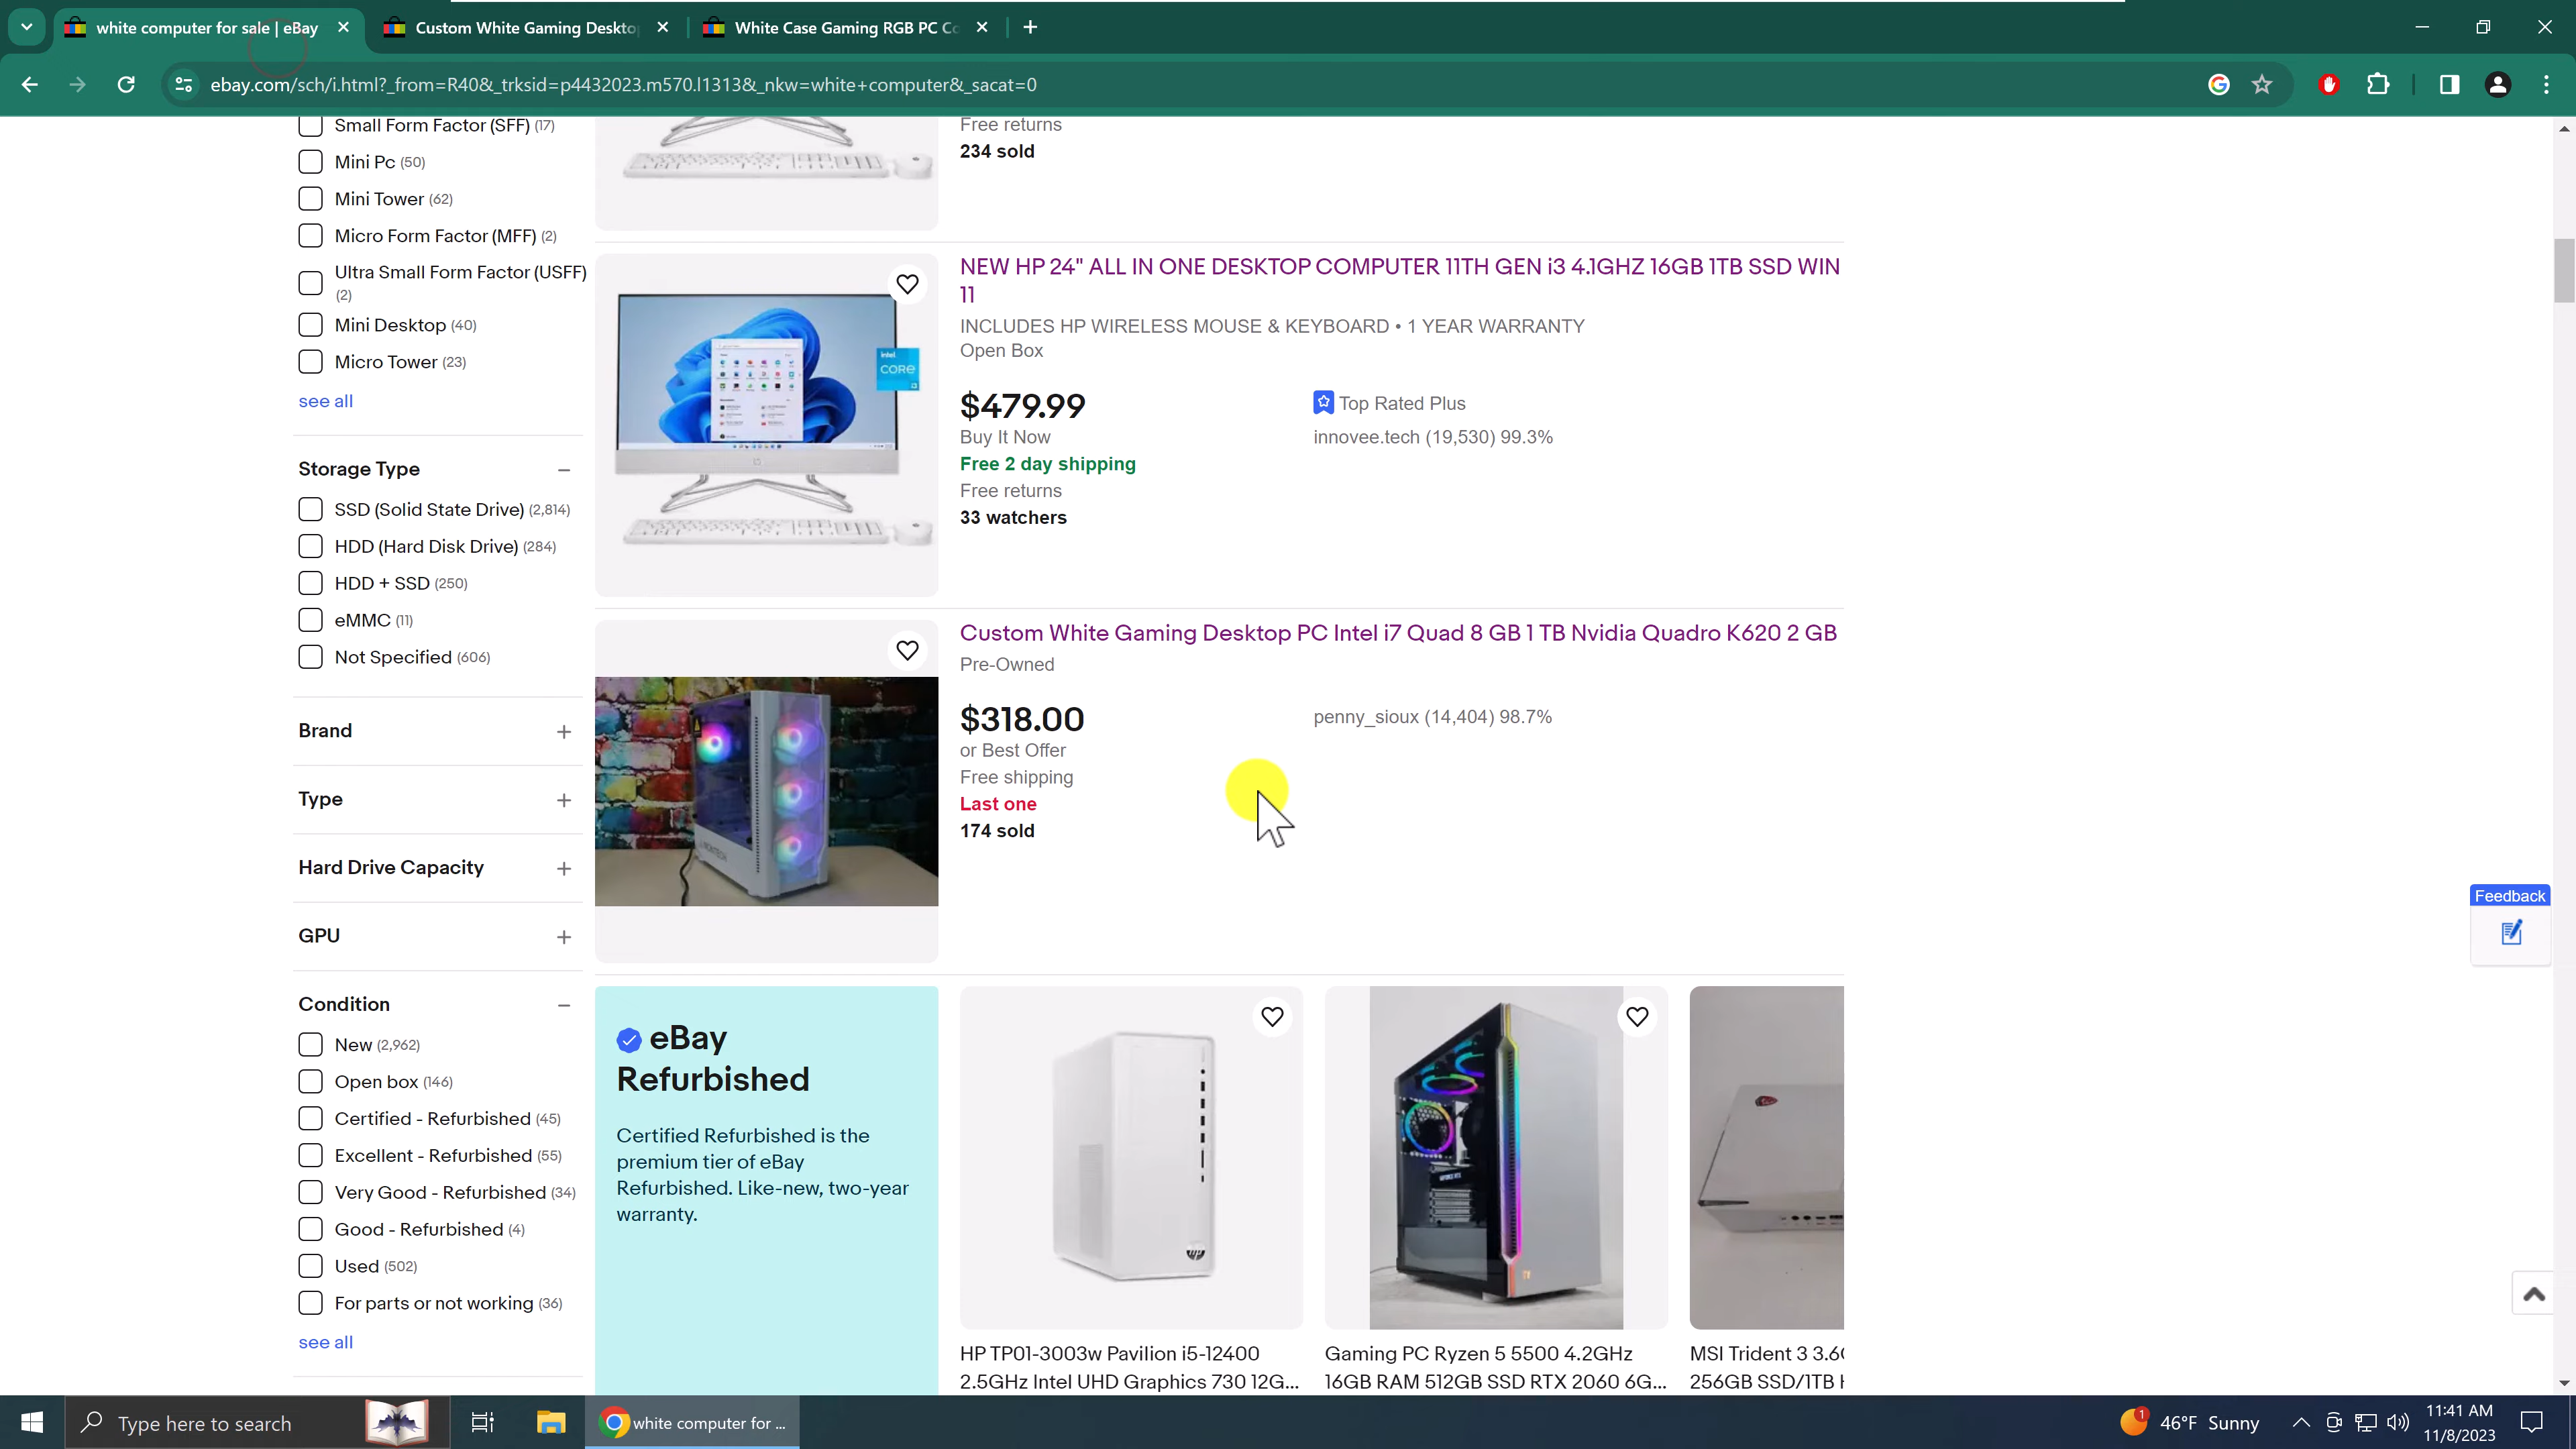 white computer for sale | eBay
Custom White Gaming Deskto
White Case Gaming RGB PC Co
ebay.com/sch/i.html?_from=R40&_trksid=p4432023.m570.l1313&_nkw=white+computer&_sacat=0
Small Form Factor (SFF) (17)
Mini Pc (50)
Mini Tower (62)
Micro Form Factor (MFF) (2)
Ultra Small Form Factor (USFF)
(2)
Mini Desktop (40)
Micro Tower (23)
see all
Storage Type
SSD (Solid State Drive) (2,814)
HDD (Hard Disk Drive) (284)
HDD + SSD (250)
eMMC (11)
Not Specified (606)
Brand
Type
Hard Drive Capacity
GPU
Condition
New (2,962)
Open box (146)
Certified - Refurbished (45)
Excellent - Refurbished (55)
Very Good - Refurbished (34)
Good - Refurbished (4)
Used (502)
For parts or not working (36)
see all
Free returns
234 sold
intel
CORE
i3
hp
NEW HP 24" ALL IN ONE DESKTOP COMPUTER 11TH GEN i3 4.1GHZ 16GB 1TB SSD WIN
11
INCLUDES HP WIRELESS MOUSE & KEYBOARD • 1 YEAR WARRANTY
Open Box
$479.99
Buy It Now
Free 2 day shipping
Free returns
33 watchers
Top Rated Plus
innovee.tech (19,530) 99.3%
Custom White Gaming Desktop PC Intel i7 Quad 8 GB 1 TB Nvidia Quadro K620 2 GB
Pre-Owned
$318.00
or Best Offer
Free shipping
Last one
174 sold
penny_sioux (14,404) 98.7%
eBay
Refurbished
Certified Refurbished is the
premium tier of eBay
Refurbished. Like-new, two-year
warranty.
hp
HP TP01-3003w Pavilion i5-12400
2.5GHz Intel UHD Graphics 730 12G...
GEFORCE RTX
Gaming PC Ryzen 5 5500 4.2GHz
16GB RAM 512GB SSD RTX 2060 6G...
MSI Trident 3 3.6G
256GB SSD/1TB H
Feedback
Type here to search
white computer for ...
1
46°F Sunny
11:41 AM
11/8/2023